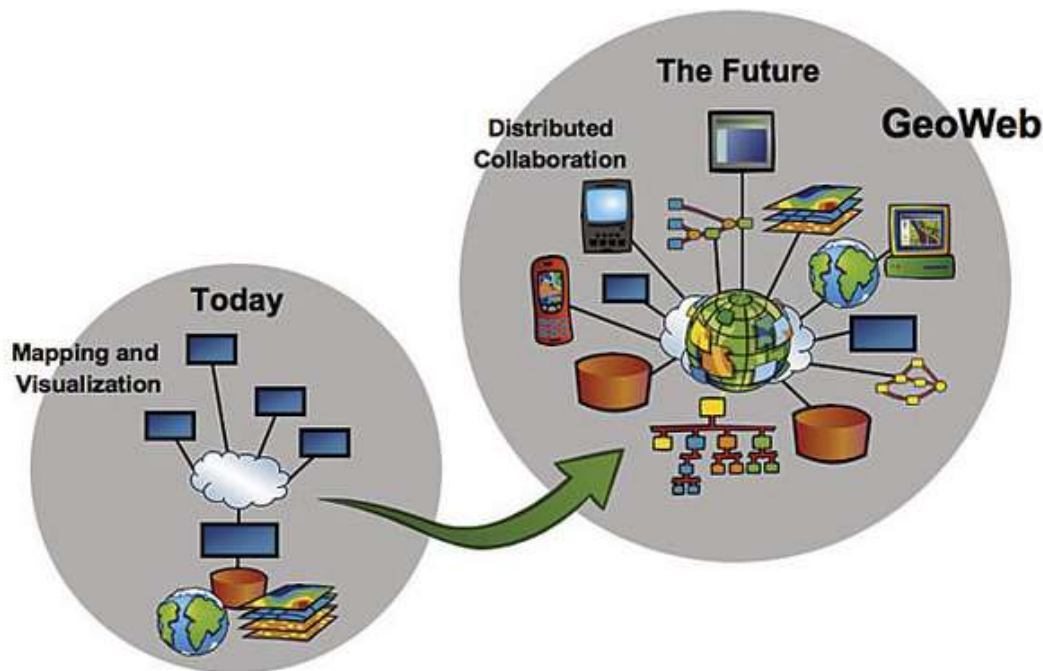 Today
Mapping and
Visualization
The Future
GeoWeb
Distributed
Collaboration